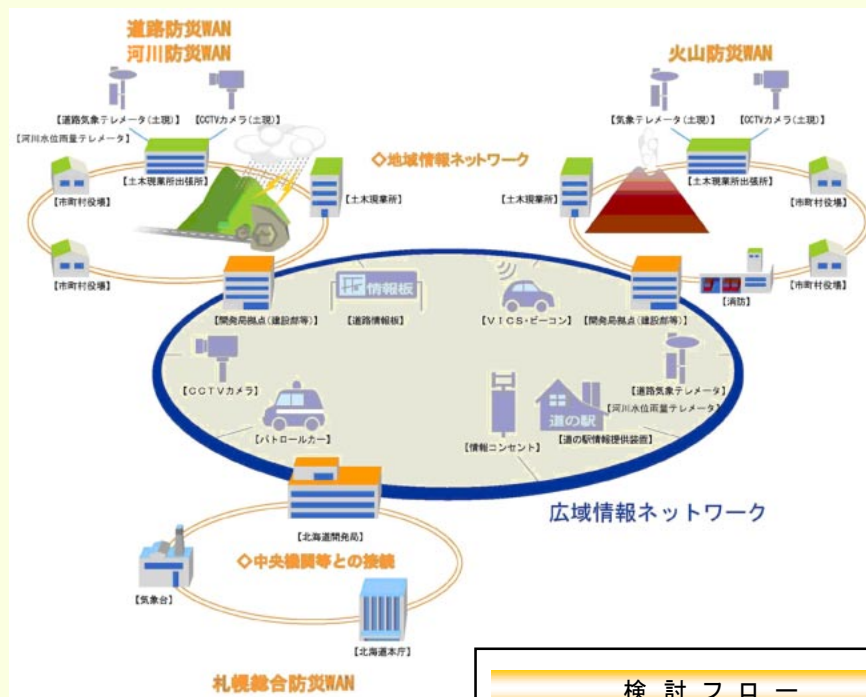 道路防災WAN
河川防災WAN
火山防災WAN
【道路気象テレメータ(土現)】
【CCTVカメラ(土現)】
【河川水位雨量テレメータ】
【気象テレメータ(土現)】
【CCTVカメラ(土現)】
◇地域情報ネットワーク
【土木現業所出張所】
【土木現業所出張所】
【市町村役場】
【土木現業所】
【土木現業所】
【市町村役場】
【市町村役場】
【消防】
【市町村役場】
【開発局拠点(建設部等)】
情報板
【道路情報板】
【VICS・ビーコン】
【開発局拠点(建設部等)】
【CCTVカメラ】
【道路気象テレメータ】
【河川水位雨量テレメータ】
【パトロールカー】
【情報コンセント】
道の駅
【道の駅情報提供装置】
広域情報ネットワーク
【北海道開発局】
◇中央機関等との接続
【気象台】
【北海道本庁】
札幌総合防災WAN
検討フロー